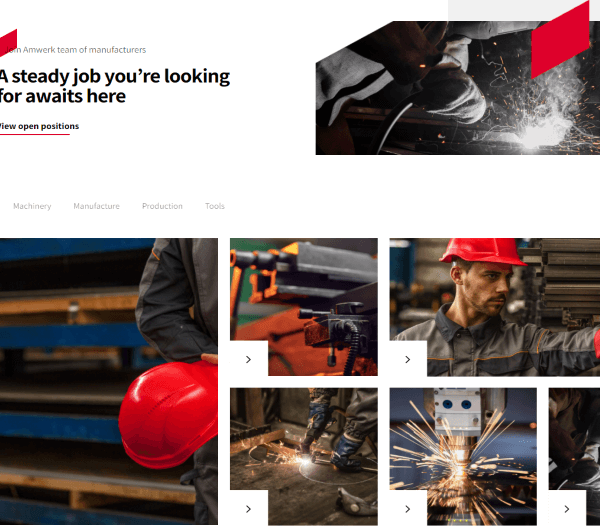 Join Amwerk team of manufacturers
A steady job you're looking
for awaits here
View open positions
Machinery
Manufacture
Production
Tools